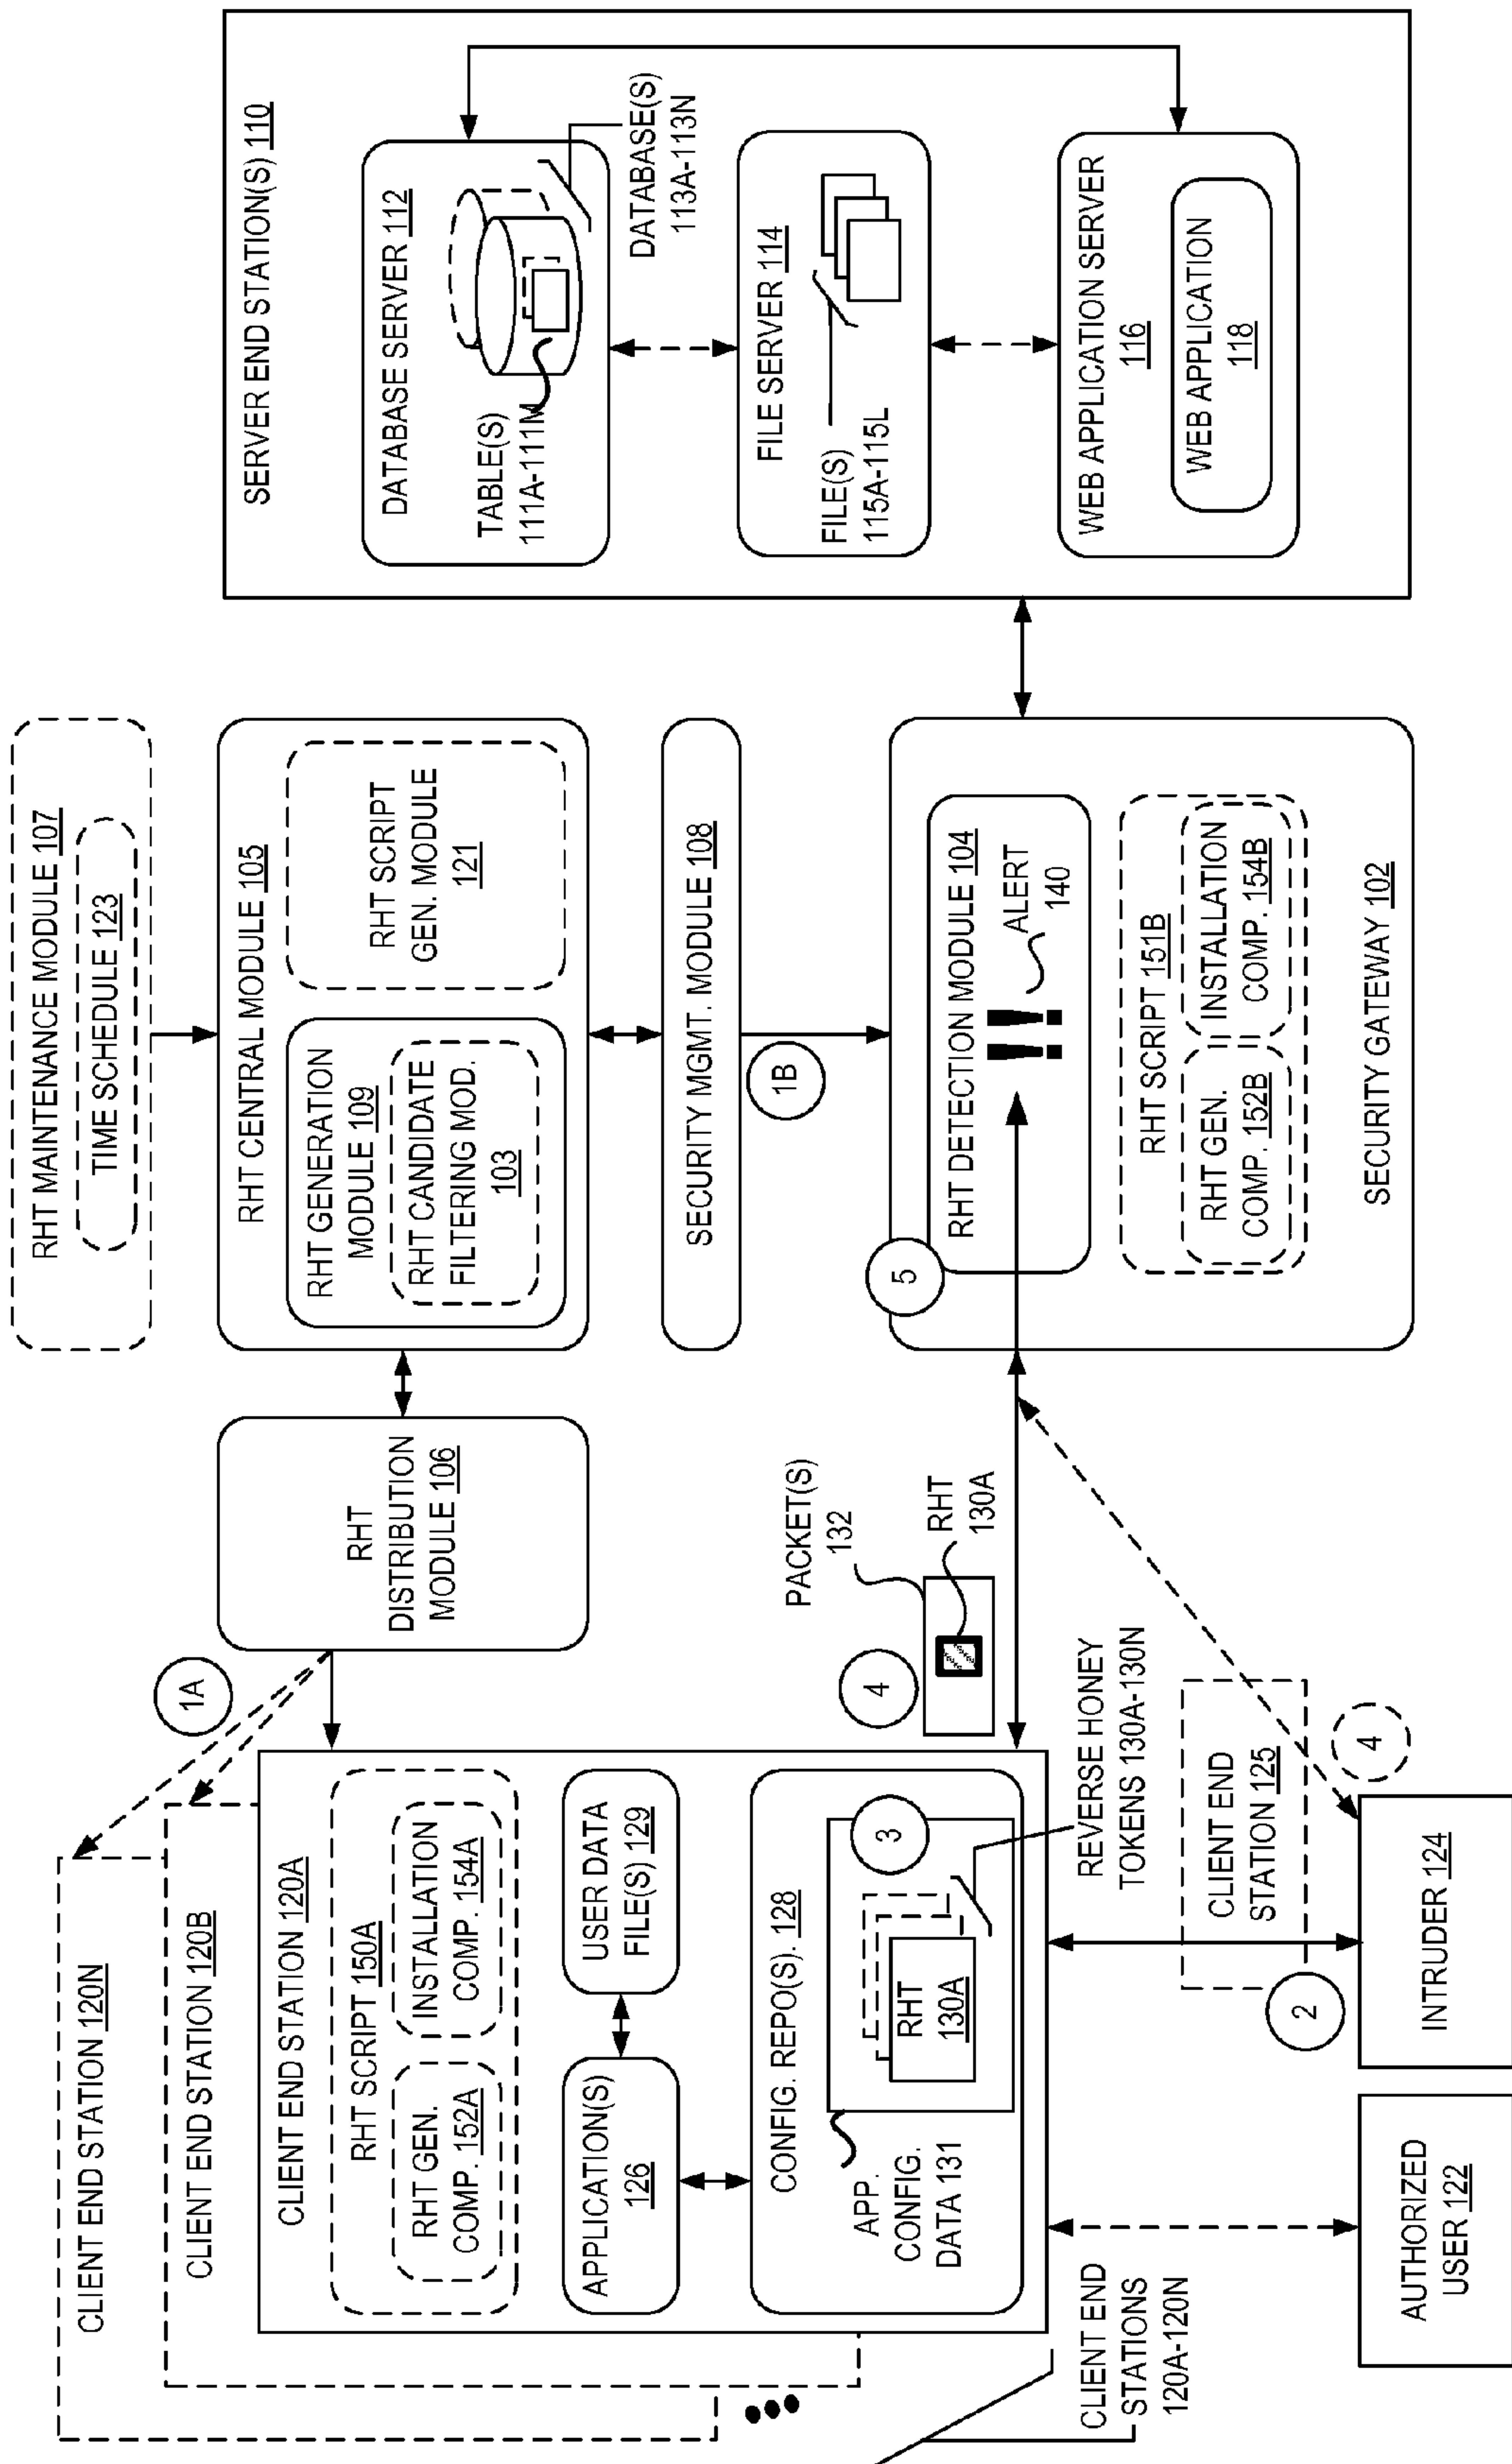 CLIENT END STATION 120N
CLIENT END STATION 120B
CLIENT END STATION 120A
RHT SCRIPT 150A
RHT GEN.
COMP. 152A
INSTALLATION
COMP. 154A
APPLICATION(S)
126
USER DATA
FILE(S) 129
CONFIG. REPO(S). 128
APP.
CONFIG.
DATA 131
RHT
130A
3
REVERSE HONEY
TOKENS 130A-130N
CLIENT END
STATIONS
120A-120N
AUTHORIZED
USER 122
INTRUDER 124
2
CLIENT END
STATION 125
4
1A
RHT
DISTRIBUTION
MODULE 106
4
PACKET(S)
132
RHT
130A
RHT MAINTENANCE MODULE 107
TIME SCHEDULE 123
RHT CENTRAL MODULE 105
RHT GENERATION
MODULE 109
RHT CANDIDATE
FILTERING MOD.
103
RHT SCRIPT
GEN. MODULE
121
SECURITY MGMT. MODULE 108
1B
5
RHT DETECTION MODULE 104
!!
ALERT
140
RHT SCRIPT 151B
RHT GEN.
COMP. 152B
INSTALLATION
COMP. 154B
SECURITY GATEWAY 102
SERVER END STATION(S) 110
DATABASE SERVER 112
TABLE(S)
111A-111M
DATABASE(S)
113A-113N
FILE SERVER 114
FILE(S)
115A-115L
WEB APPLICATION SERVER
116
WEB APPLICATION
118